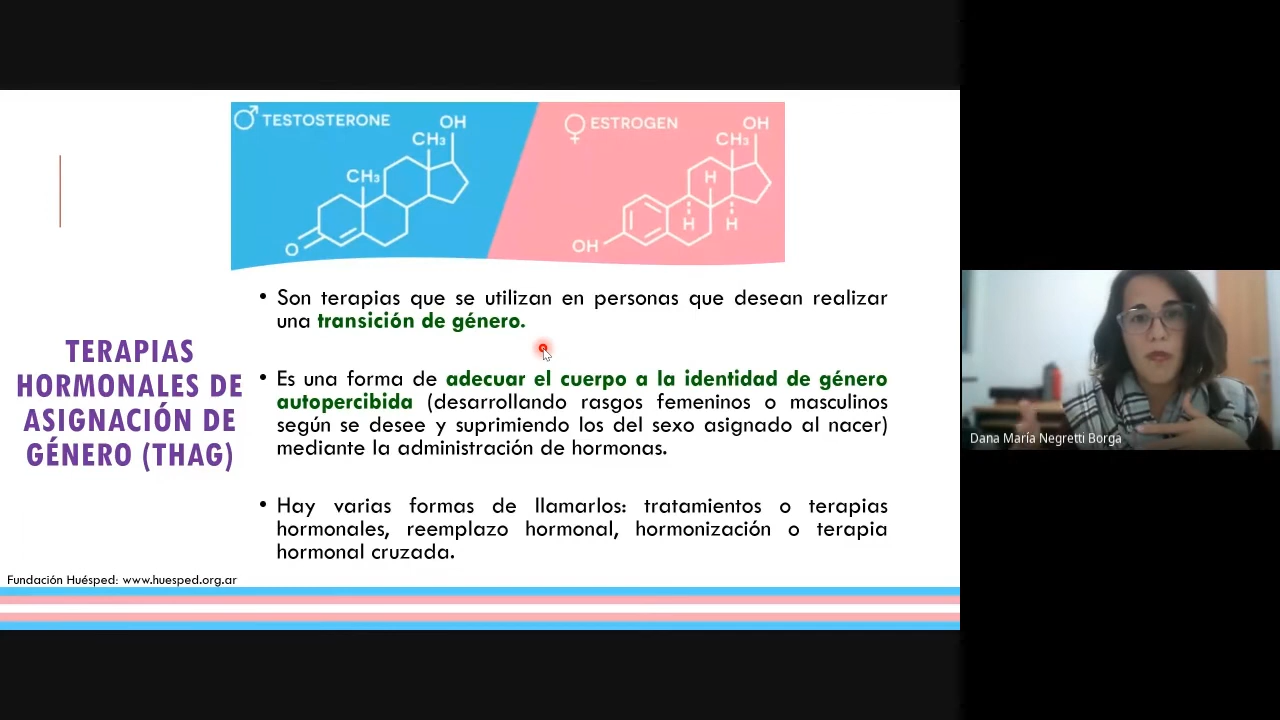 ♂ TESTOSTERONE
OH
CH₃
CH₃
O
♀ ESTROGEN
OH
CH₃
H
H
H
OH
TERAPIAS
HORMONALES DE
ASIGNACIÓN DE
GÉNERO (THAG)
• Son terapias que se utilizan en personas que desean realizar
una transición de género.
• Es una forma de adecuar el cuerpo a la identidad de género
autopercibida (desarrollando rasgos femeninos o masculinos
según se desee y suprimiendo los del sexo asignado al nacer)
mediante la administración de hormonas.
• Hay varias formas de llamarlos: tratamientos o terapias
hormonales, reemplazo hormonal, hormonización o terapia
hormonal cruzada.
Fundación Huésped: www.huesped.org.ar
Dana María Negretti Borga